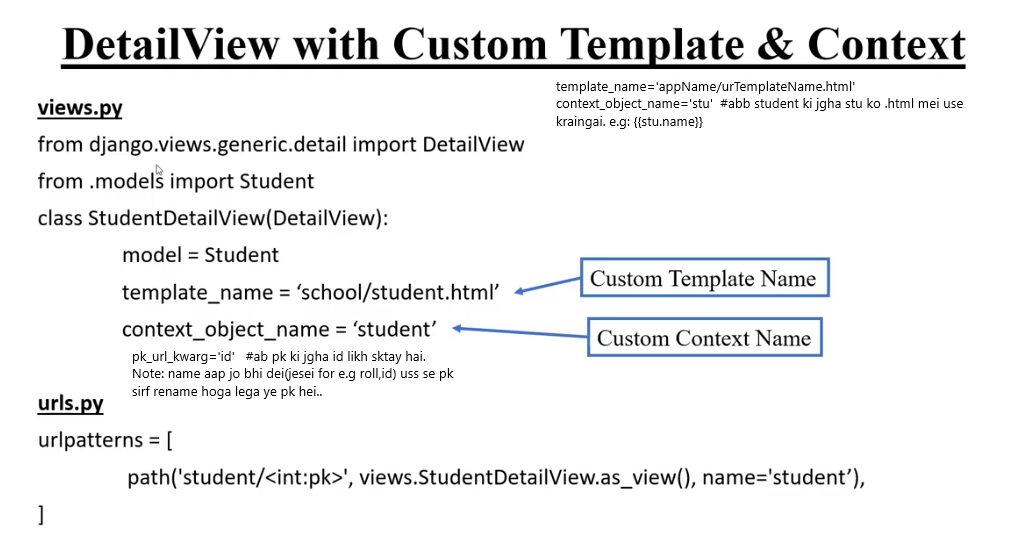 DetailView with Custom Template & Context
template_name='appName/urTemplateName.html'
context_object_name='stu'  #abb student ki jgha stu ko .html mei use
kraingai. e.g: {{stu.name}}
views.py
from django.views.generic.detail import DetailView
from .models import Student
class StudentDetailView(DetailView):
model = Student
template_name = ‘school/student.html’
Custom Template Name
context_object_name = ‘student’
Custom Context Name
pk_url_kwarg='id'   #ab pk ki jgha id likh sktay hai.
Note: name aap jo bhi dei(jesei for e.g roll,id) uss se pk
sirf rename hoga lega ye pk hei..
urls.py
urlpatterns = [
path('student/<int:pk>', views.StudentDetailView.as_view(), name='student’),
]